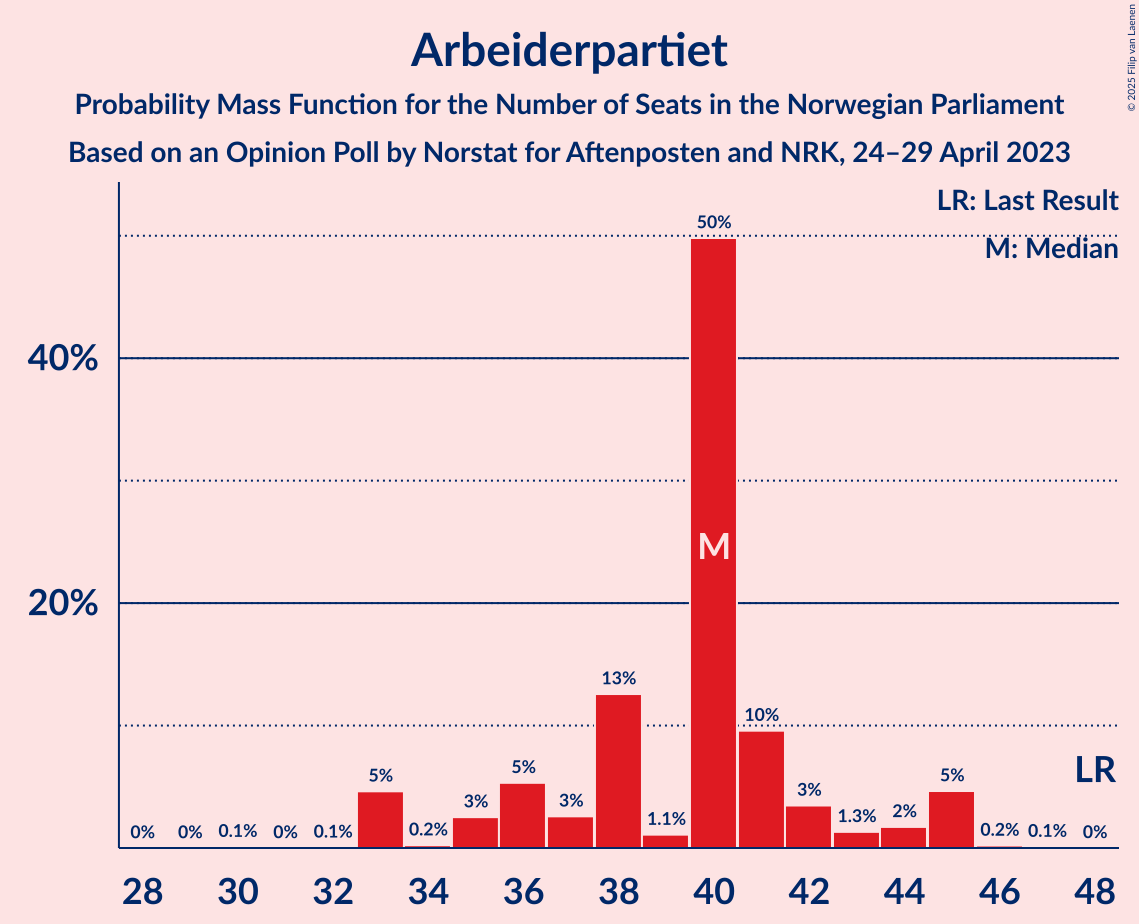 Arbeiderpartiet
Probability Mass Function for the Number of Seats in the Norwegian Parliament
Based on an Opinion Poll by Norstat for Aftenposten and NRK, 24–29 April 2023
© 2025 Filip van Laenen
LR: Last Result
M: Median
40%
20%
0% 0% 0.1% 0% 0.1% 5% 0.2% 3% 5% 3% 13% 1.1% 50% 10% 3% 1.3% 2% 5% 0.2% 0.1% 0%
M
LR
28 30 32 34 36 38 40 42 44 46 48